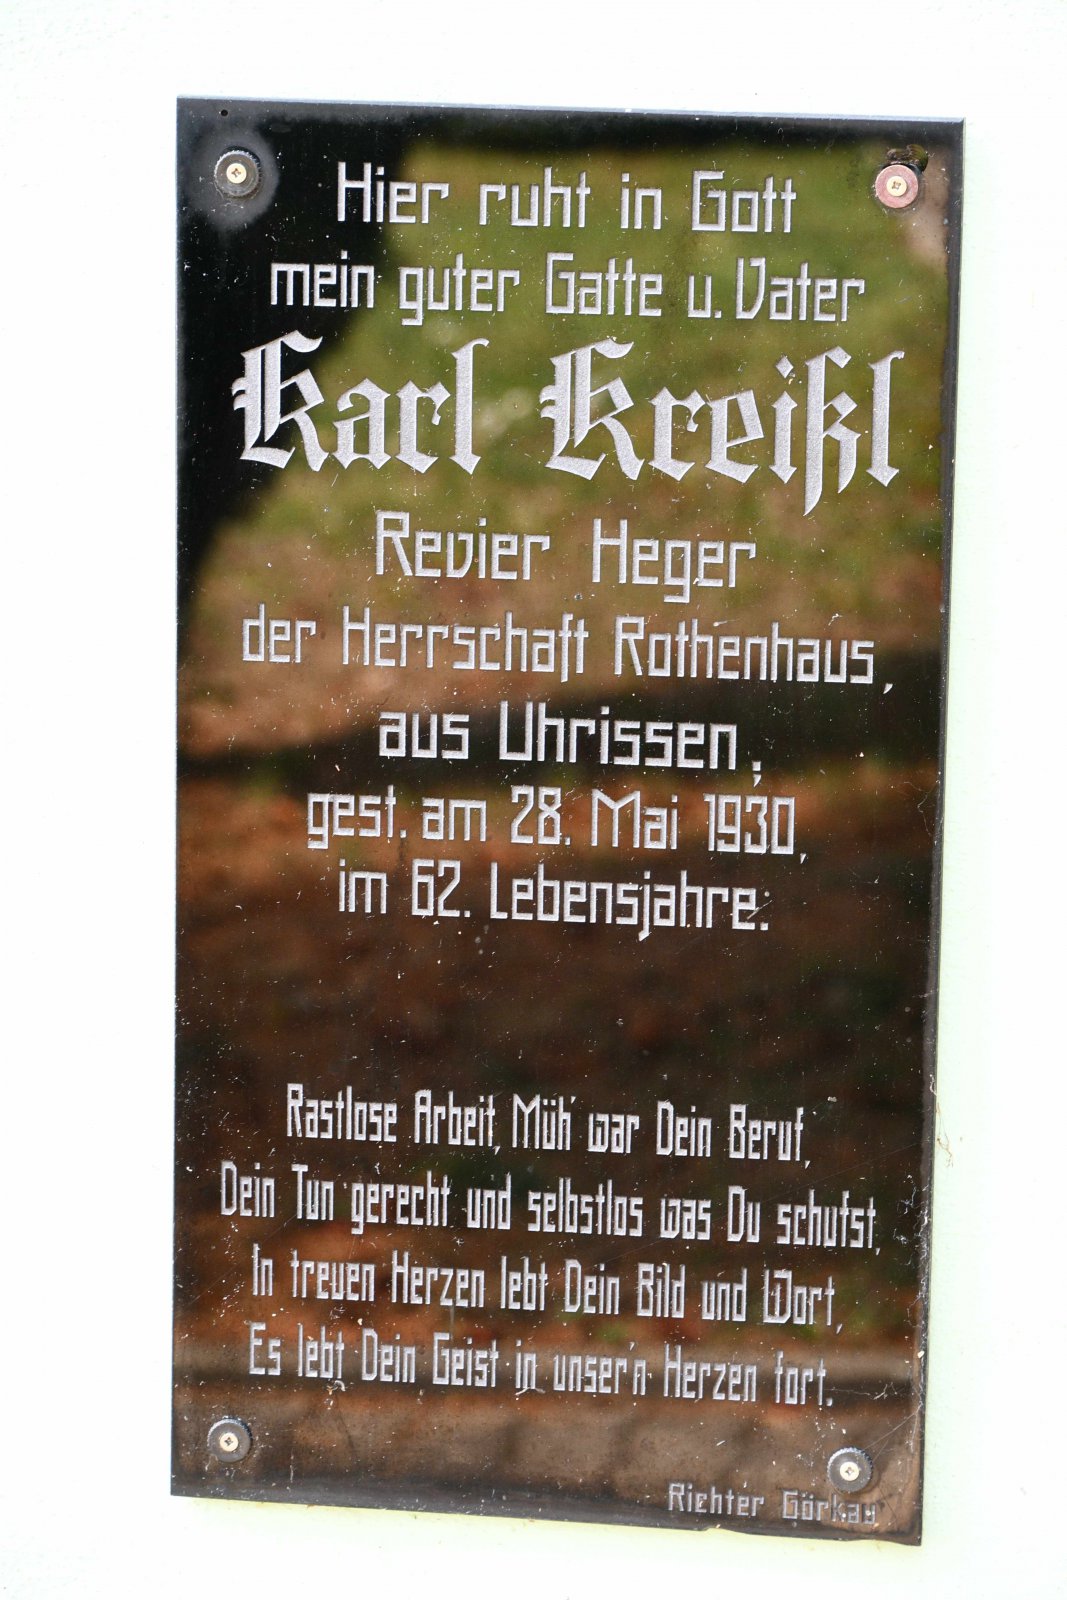 Hier ruht in Gott
mein guter Gatte u. Vater
Karl Kreißl
Revier Heger
der Herrschaft Rothenhaus,
aus Uhrissen,
gest. am 28. Mai 1930,
im 62. Lebensjahre.
Rastlose Arbeit, Müh' war Dein Beruf,
Dein Tun gerecht und selbstlos was Du schufst,
In treuen Herzen lebt Dein Bild und Wort,
Es lebt Dein Geist in unser'n Herzen fort.
Richter Görkau